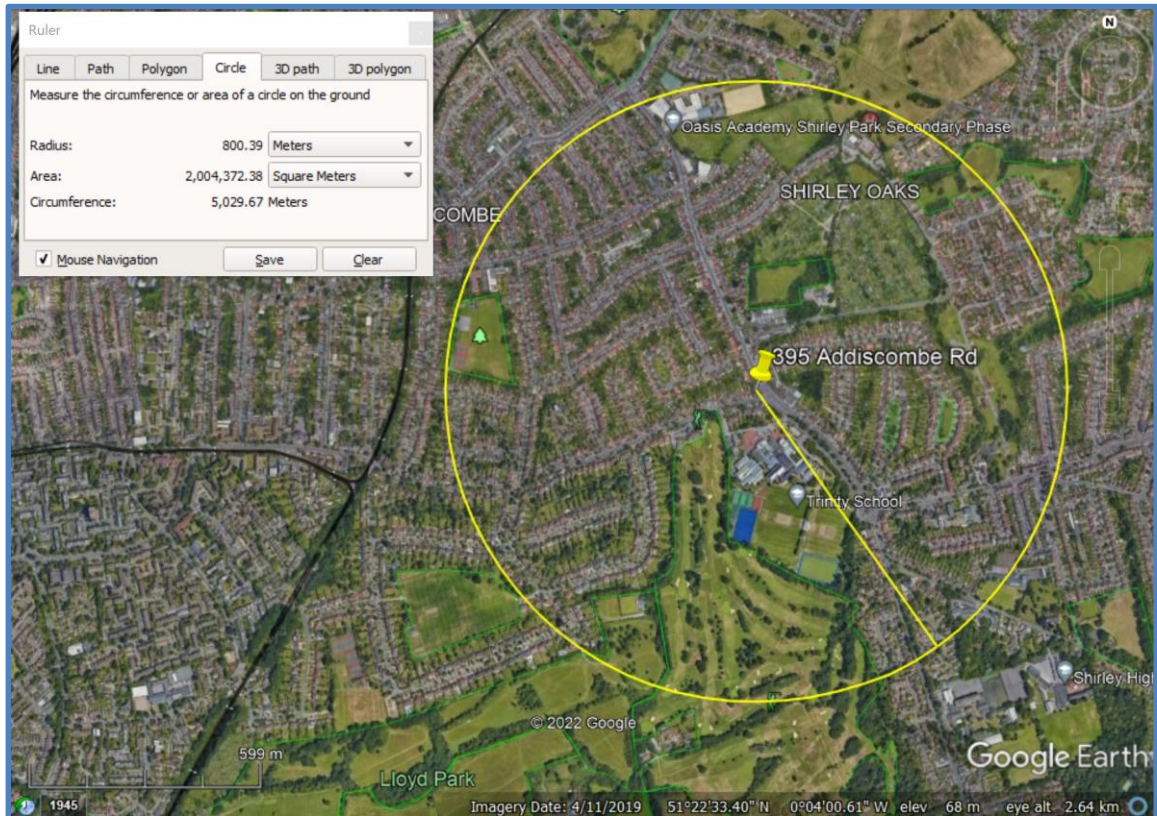 Ruler
Line Path Polygon Circle 3D path 3D polygon
Measure the circumference or area of a circle on the ground
Radius: 800.39 Meters
Area: 2,004,372.38 Square Meters
Circumference: 5,029.67 Meters
Mouse Navigation Save Clear
N
Oasis Academy Shirley Park Secondary Phase
SHIRLEY OAKS
COMBE
395 Addiscombe Rd
Trinity School
Shirley High
© 2022 Google
599 m
Google Earth
Lloyd Park
1945
Imagery Date: 4/11/2019 51°22'33.40" N 0°04'00.61" W elev 68 m eye alt 2.64 km